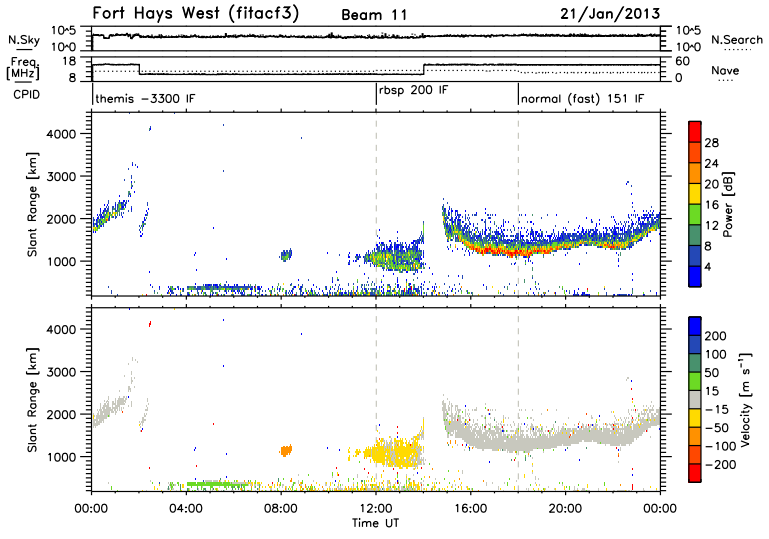 Fort Hays West (fitacf3) Beam 11 21/Jan/2013
N.Sky 10^5 10^0 10^5 10^0 N.Search
Freq. [MHz] 18 8 60 0 Nave
CPID themis -3300 IF rbsp 200 IF normal (fast) 151 IF
Slant Range [km]
4000
3000
2000
1000
28
24
20
16
12
8
4
Power [dB]
Slant Range [km]
4000
3000
2000
1000
200
100
50
15
-15
-50
-100
-200
Velocity [m s⁻¹]
00:00 04:00 08:00 12:00 16:00 20:00 00:00
Time UT